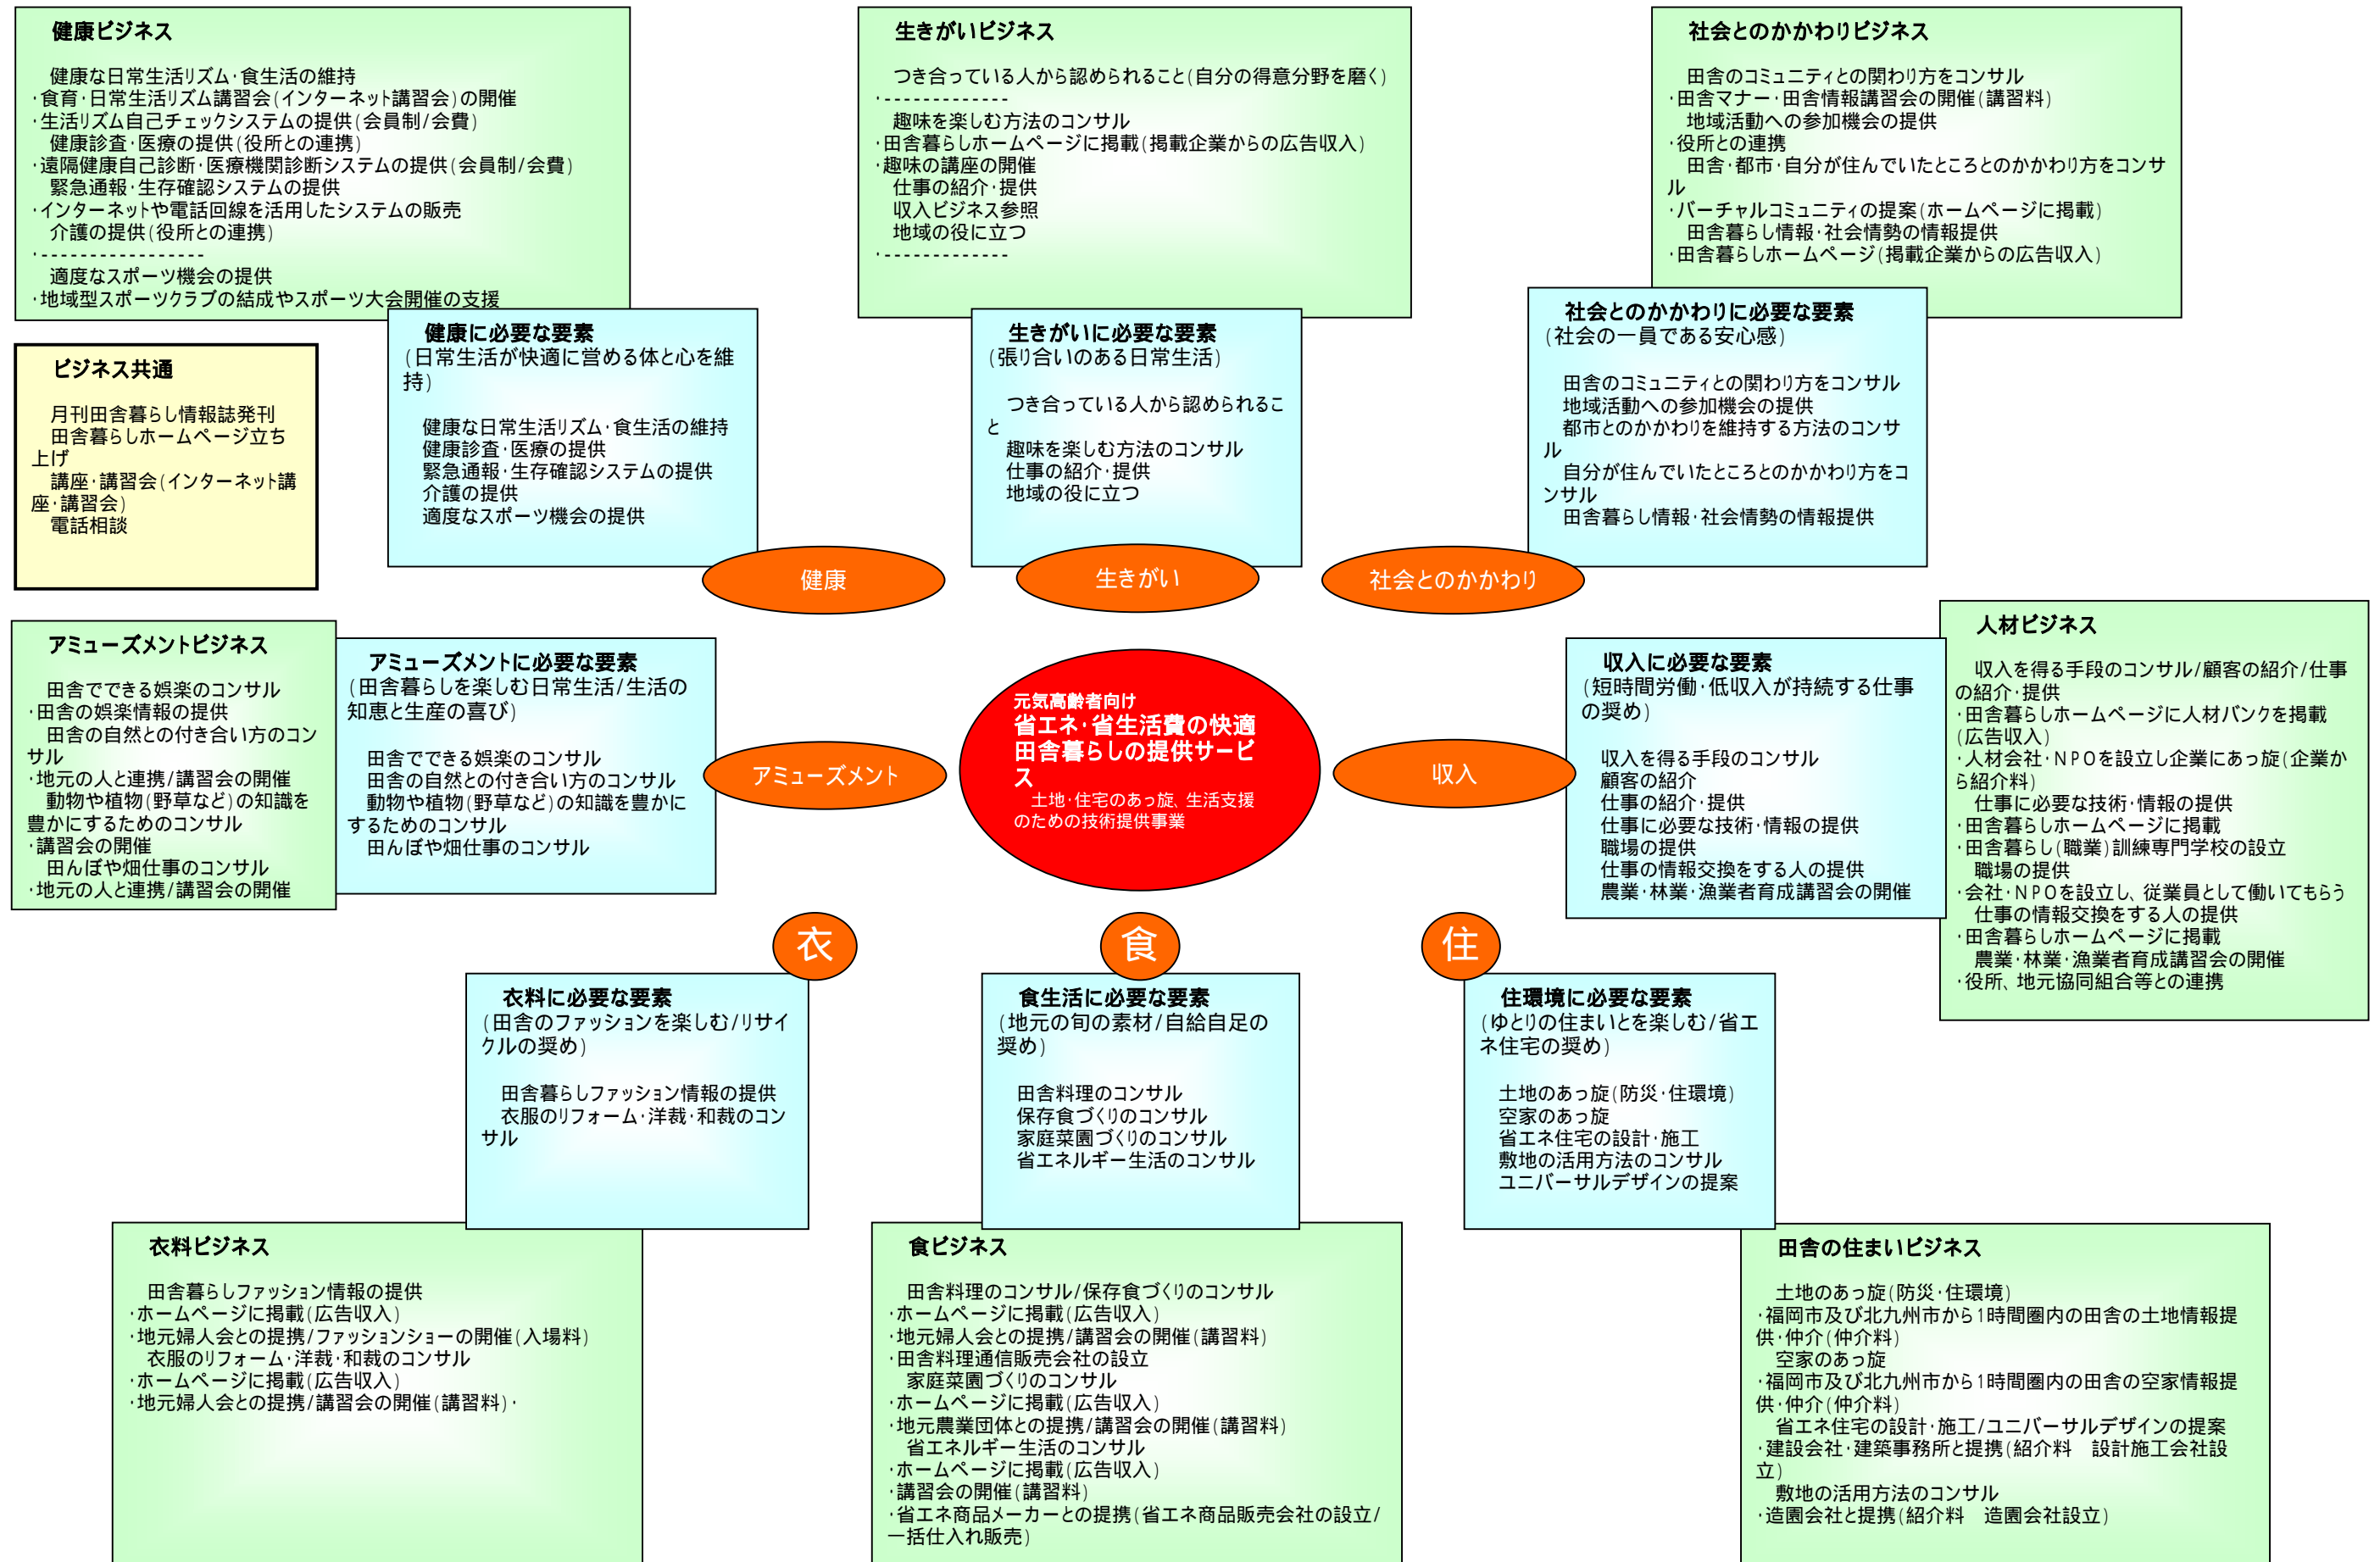 健康ビジネス
健康な日常生活リズム・食生活の維持
・食育・日常生活リズム講習会(インターネット講習会)の開催
・生活リズム自己チェックシステムの提供(会員制/会費)
健康診査・医療の提供(役所との連携)
・遠隔健康自己診断・医療機関診断システムの提供(会員制/会費)
緊急通報・生存確認システムの提供
・インターネットや電話回線を活用したシステムの販売
介護の提供(役所との連携)
・-----------------
適度なスポーツ機会の提供
・地域型スポーツクラブの結成やスポーツ大会開催の支援
生きがいビジネス
つき合っている人から認められること(自分の得意分野を磨く)
・-------------
趣味を楽しむ方法のコンサル
・田舎暮らしホームページに掲載(掲載企業からの広告収入)
・趣味の講座の開催
仕事の紹介・提供
収入ビジネス参照
地域の役に立つ
・-------------
社会とのかかわりビジネス
田舎のコミュニティとの関わり方をコンサル
・田舎マナー・田舎情報講習会の開催(講習料)
地域活動への参加機会の提供
・役所との連携
田舎・都市・自分が住んでいたところとのかかわり方をコンサ
ル
・バーチャルコミュニティの提案(ホームページに掲載)
田舎暮らし情報・社会情勢の情報提供
・田舎暮らしホームページ(掲載企業からの広告収入)
健康に必要な要素
(日常生活が快適に営める体と心を維
持)
健康な日常生活リズム・食生活の維持
健康診査・医療の提供
緊急通報・生存確認システムの提供
介護の提供
適度なスポーツ機会の提供
生きがいに必要な要素
(張り合いのある日常生活)
つき合っている人から認められるこ
と
趣味を楽しむ方法のコンサル
仕事の紹介・提供
地域の役に立つ
社会とのかかわりに必要な要素
(社会の一員である安心感)
田舎のコミュニティとの関わり方をコンサル
地域活動への参加機会の提供
都市とのかかわりを維持する方法のコンサ
ル
自分が住んでいたところとのかかわり方をコ
ンサル
田舎暮らし情報・社会情勢の情報提供
ビジネス共通
月刊田舎暮らし情報誌発刊
田舎暮らしホームページ立ち
上げ
講座・講習会(インターネット講
座・講習会)
電話相談
健康
生きがい
社会とのかかわり
アミューズメントビジネス
田舎でできる娯楽のコンサル
・田舎の娯楽情報の提供
田舎の自然との付き合い方のコン
サル
・地元の人と連携/講習会の開催
動物や植物(野草など)の知識を
豊かにするためのコンサル
・講習会の開催
田んぼや畑仕事のコンサル
・地元の人と連携/講習会の開催
アミューズメントに必要な要素
(田舎暮らしを楽しむ日常生活/生活の
知恵と生産の喜び)
田舎でできる娯楽のコンサル
田舎の自然との付き合い方のコンサル
動物や植物(野草など)の知識を豊かに
するためのコンサル
田んぼや畑仕事のコンサル
アミューズメント
元気高齢者向け
省エネ・省生活費の快適
田舎暮らしの提供サービ
ス
土地・住宅のあっ旋、生活支援
のための技術提供事業
収入
収入に必要な要素
(短時間労働・低収入が持続する仕事
の奨め)
収入を得る手段のコンサル
顧客の紹介
仕事の紹介・提供
仕事に必要な技術・情報の提供
職場の提供
仕事の情報交換をする人の提供
農業・林業・漁業者育成講習会の開催
人材ビジネス
収入を得る手段のコンサル/顧客の紹介/仕事
の紹介・提供
・田舎暮らしホームページに人材バンクを掲載
(広告収入)
・人材会社・NPOを設立し企業にあっ旋(企業か
ら紹介料)
仕事に必要な技術・情報の提供
・田舎暮らしホームページに掲載
・田舎暮らし(職業)訓練専門学校の設立
職場の提供
・会社・NPOを設立し、従業員として働いてもらう
仕事の情報交換をする人の提供
・田舎暮らしホームページに掲載
農業・林業・漁業者育成講習会の開催
・役所、地元協同組合等との連携
衣
食
住
衣料に必要な要素
(田舎のファッションを楽しむ/リサイ
クルの奨め)
田舎暮らしファッション情報の提供
衣服のリフォーム・洋裁・和裁のコン
サル
食生活に必要な要素
(地元の旬の素材/自給自足の
奨め)
田舎料理のコンサル
保存食づくりのコンサル
家庭菜園づくりのコンサル
省エネルギー生活のコンサル
住環境に必要な要素
(ゆとりの住まいとを楽しむ/省エ
ネ住宅の奨め)
土地のあっ旋(防災・住環境)
空家のあっ旋
省エネ住宅の設計・施工
敷地の活用方法のコンサル
ユニバーサルデザインの提案
衣料ビジネス
田舎暮らしファッション情報の提供
・ホームページに掲載(広告収入)
・地元婦人会との提携/ファッションショーの開催(入場料)
衣服のリフォーム・洋裁・和裁のコンサル
・ホームページに掲載(広告収入)
・地元婦人会との提携/講習会の開催(講習料)・
食ビジネス
田舎料理のコンサル/保存食づくりのコンサル
・ホームページに掲載(広告収入)
・地元婦人会との提携/講習会の開催(講習料)
・田舎料理通信販売会社の設立
家庭菜園づくりのコンサル
・ホームページに掲載(広告収入)
・地元農業団体との提携/講習会の開催(講習料)
省エネルギー生活のコンサル
・ホームページに掲載(広告収入)
・講習会の開催(講習料)
・省エネ商品メーカーとの提携(省エネ商品販売会社の設立/
一括仕入れ販売)
田舎の住まいビジネス
土地のあっ旋(防災・住環境)
・福岡市及び北九州市から1時間圏内の田舎の土地情報提
供・仲介(仲介料)
空家のあっ旋
・福岡市及び北九州市から1時間圏内の田舎の空家情報提
供・仲介(仲介料)
省エネ住宅の設計・施工/ユニバーサルデザインの提案
・建設会社・建築事務所と提携(紹介料　設計施工会社設
立)
敷地の活用方法のコンサル
・造園会社と提携(紹介料　造園会社設立)